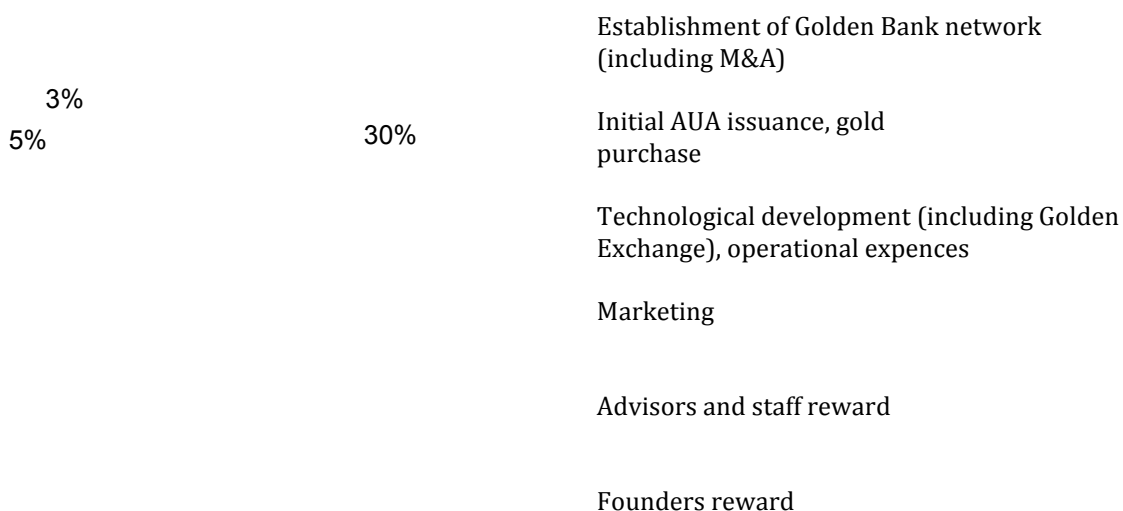 3%
5%
30%
Establishment of Golden Bank network
(including M&A)
Initial AUA issuance, gold
purchase
Technological development (including Golden
Exchange), operational expences
Marketing
Advisors and staff reward
Founders reward